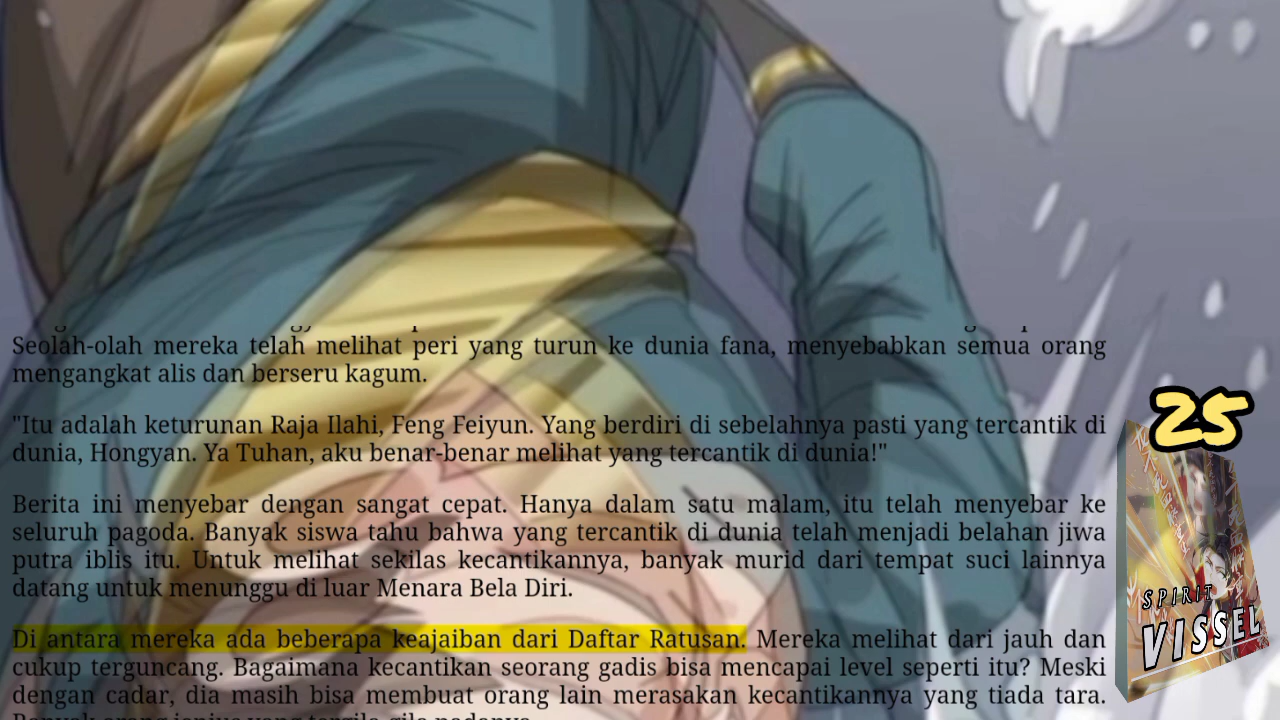 Seolah-olah mereka telah melihat peri yang turun ke dunia fana, menyebabkan semua orang
mengangkat alis dan berseru kagum.
"Itu adalah keturunan Raja Ilahi, Feng Feiyun. Yang berdiri di sebelahnya pasti yang tercantik di
dunia, Hongyan. Ya Tuhan, aku benar-benar melihat yang tercantik di dunia!"
Berita ini menyebar dengan sangat cepat. Hanya dalam satu malam, itu telah menyebar ke
seluruh pagoda. Banyak siswa tahu bahwa yang tercantik di dunia telah menjadi belahan jiwa
putra iblis itu. Untuk melihat sekilas kecantikannya, banyak murid dari tempat suci lainnya
datang untuk menunggu di luar Menara Bela Diri.
Di antara mereka ada beberapa keajaiban dari Daftar Ratusan. Mereka melihat dari jauh dan
cukup terguncang. Bagaimana kecantikan seorang gadis bisa mencapai level seperti itu? Meski
dengan cadar, dia masih bisa membuat orang lain merasakan kecantikannya yang tiada tara.
Banyak orang jenius yang tergila-gila padanya.
25
SPIRIT
VISSEL